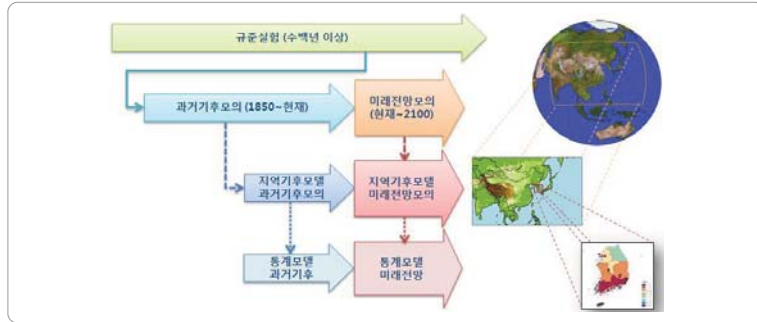 규준실험 (수백년 이상)
과거기후모의 (1850~현재)
미래전망모의
(현재~2100)
지역기후모델
과거기후모의
지역기후모델
미래전망모의
통계모델
과거기후
통계모델
미래전망